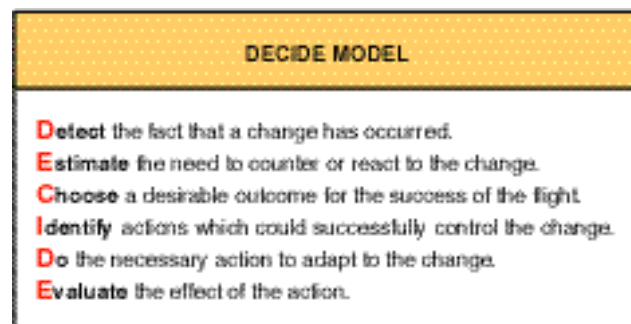 DECIDE MODEL
Detect the fact that a change has occurred.
Estimate the need to counter or react to the change.
Choose a desirable outcome for the success of the flight.
Identify actions which could successfully control the change.
Do the necessary action to adapt to the change.
Evaluate the effect of the action.